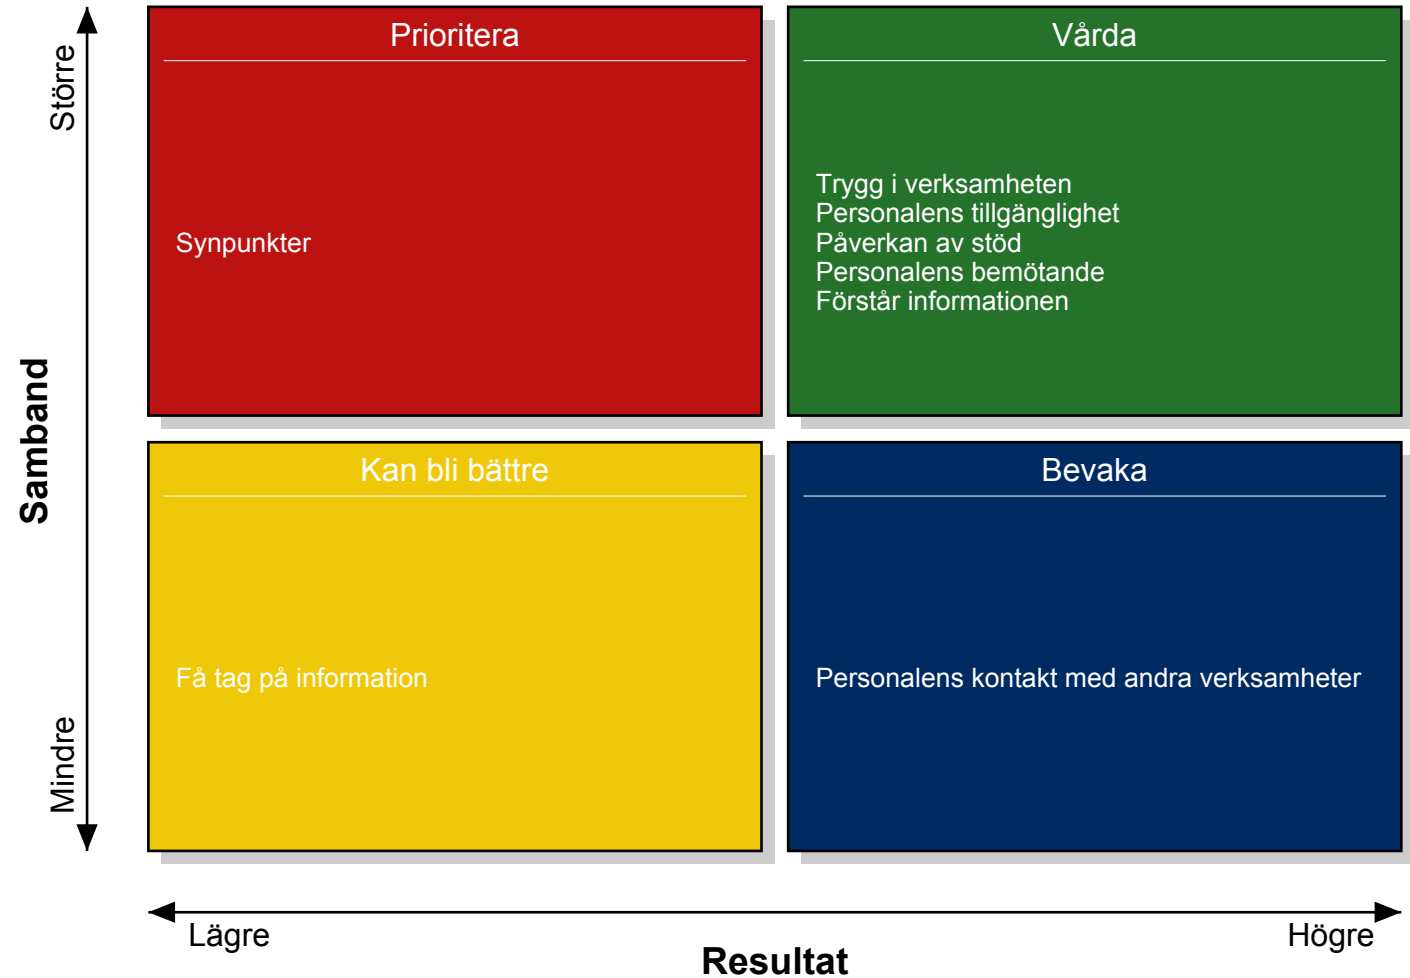 Större
Samband
Mindre
Prioritera
Synpunkter
Vårda
Trygg i verksamheten
Personalens tillgänglighet
Påverkan av stöd
Personalens bemötande
Förstår informationen
Kan bli bättre
Få tag på information
Bevaka
Personalens kontakt med andra verksamheter
Lägre
Resultat
Högre